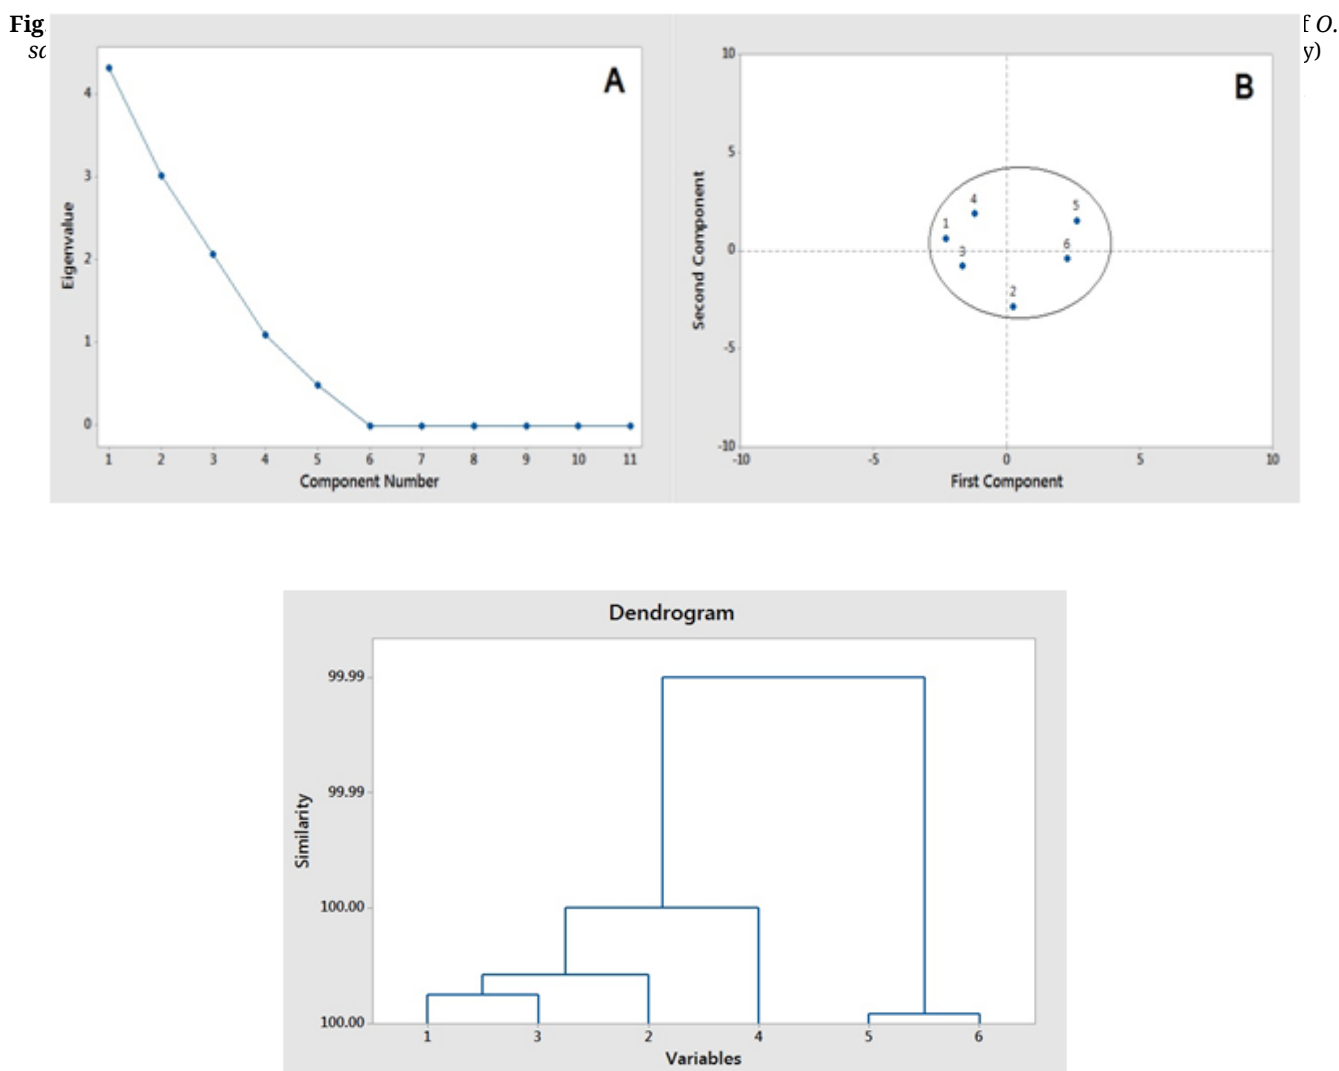 Fig. f O.
y)
A
4
3
2
1
0
Eigenvalue
1 2 3 4 5 6 7 8 9 10 11
Component Number
B
10
5
0
-5
-10
Second Component
4
5
1
6
3
2
-10 -5 0 5 10
First Component
Dendrogram
99.99
99.99
100.00
100.00
Similarity
1 3 2 4 5 6
Variables